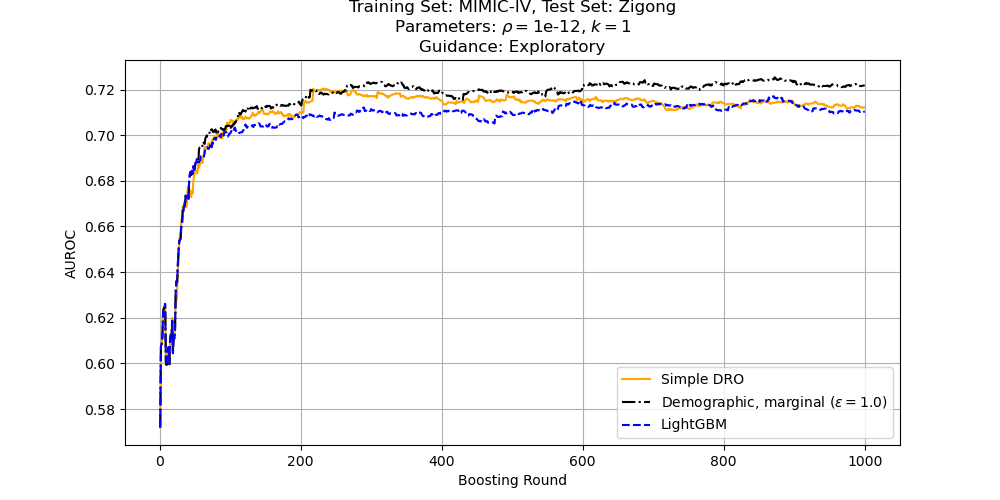 Training Set: MIMIC-IV, Test Set: Zigong
Parameters: ρ = 1e-12, k = 1
Guidance: Exploratory
AUROC
0.72
0.70
0.68
0.66
0.64
0.62
0.60
0.58
Simple DRO
Demographic, marginal (ε = 1.0)
LightGBM
0 200 400 600 800 1000
Boosting Round